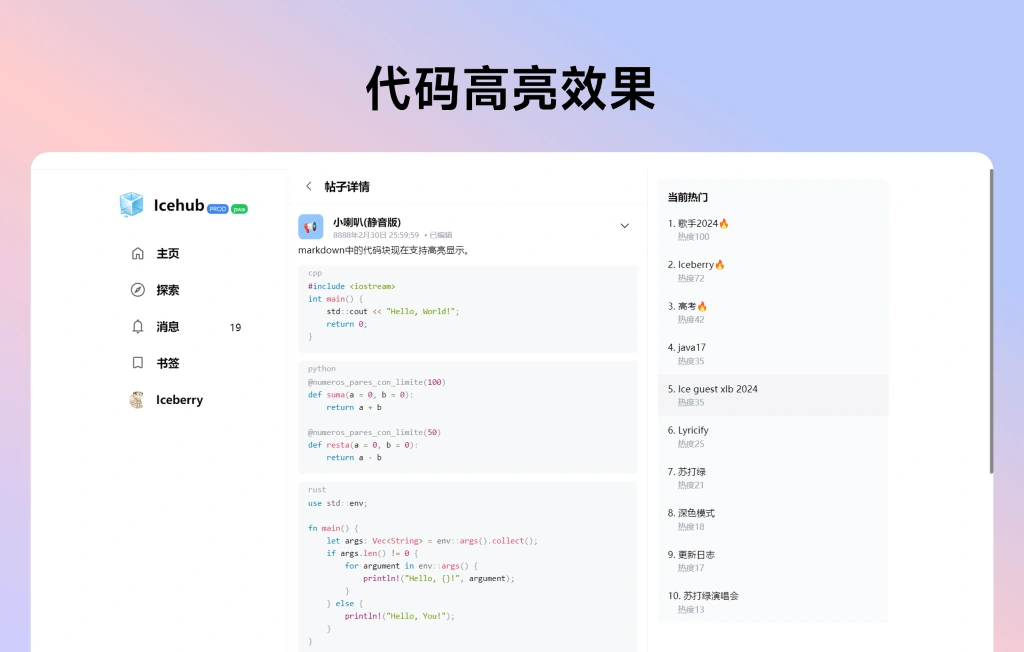 代码高亮效果
Icehub PROD pwa
主页
探索
消息 19
书签
Iceberry
帖子详情
小喇叭(静音版)
8888年2月30日 25:59:59 • 已编辑
markdown中的代码块现在支持高亮显示。
cpp
#include <iostream>
int main() {
    std::cout << "Hello, World!";
    return 0;
}
python
@numeros_pares_con_limite(100)
def suma(a = 0, b = 0):
    return a + b
@numeros_pares_con_limite(50)
def resta(a = 0, b = 0):
    return a - b
rust
use std::env;
fn main() {
    let args: Vec<String> = env::args().collect();
    if args.len() != 0 {
        for argument in env::args() {
            println!("Hello, {}!", argument);
        }
    } else {
        println!("Hello, You!");
    }
}
当前热门
1. 歌手2024🔥
热度100
2. Iceberry🔥
热度72
3. 高考🔥
热度42
4. java17
热度35
5. Ice guest xlb 2024
热度35
6. Lyricify
热度25
7. 苏打绿
热度21
8. 深色模式
热度18
9. 更新日志
热度17
10. 苏打绿演唱会
热度13